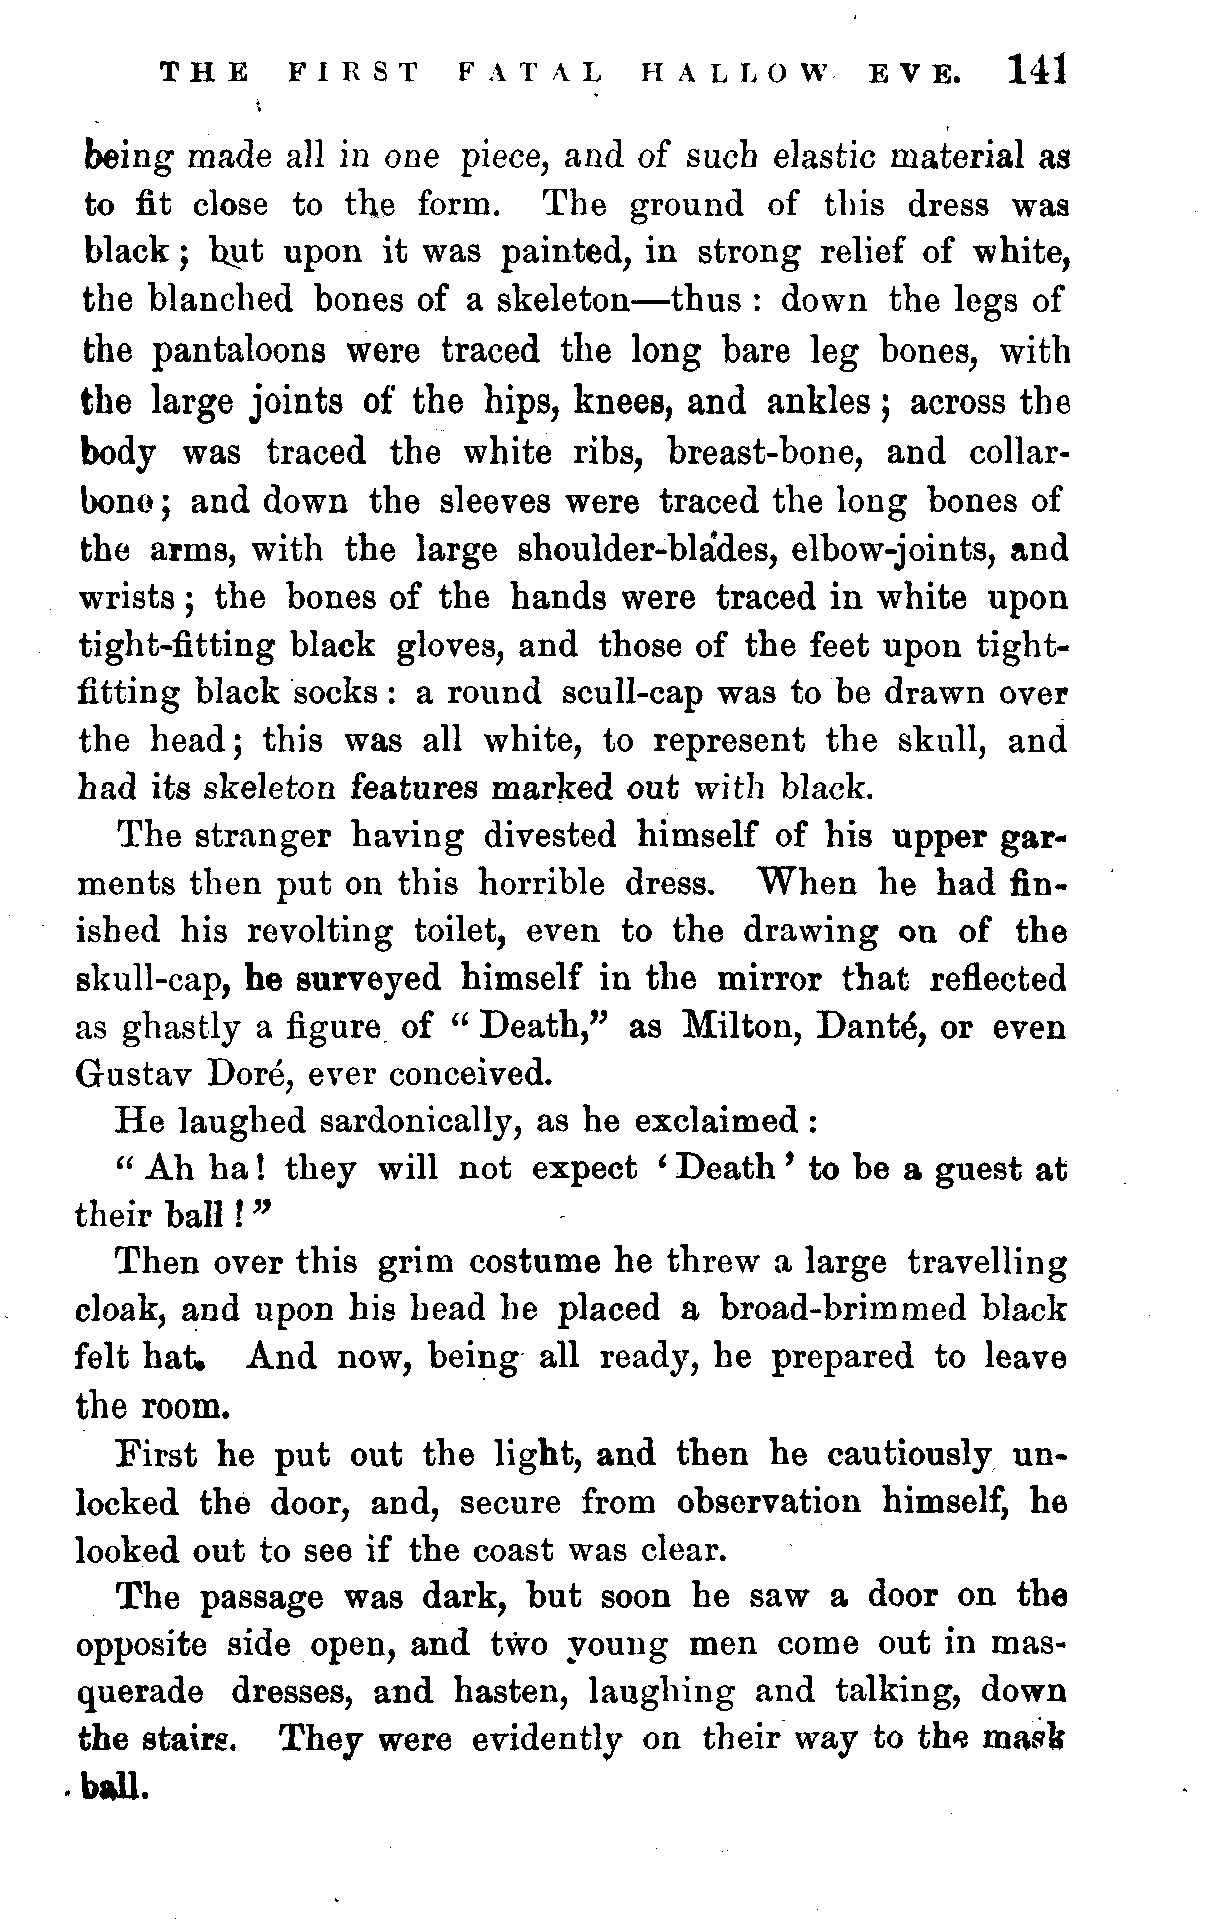 THE FIRST FATAL HALLOW EVE. 141
being made all in one piece, and of such elastic material as
to fit close to the form. The ground of this dress was
black; but upon it was painted, in strong relief of white,
the blanched bones of a skeleton—thus: down the legs of
the pantaloons were traced the long bare leg bones, with
the large joints of the hips, knees, and ankles; across the
body was traced the white ribs, breast-bone, and collar-
bone; and down the sleeves were traced the long bones of
the arms, with the large shoulder-blades, elbow-joints, and
wrists; the bones of the hands were traced in white upon
tight-fitting black gloves, and those of the feet upon tight-
fitting black socks: a round scull-cap was to be drawn over
the head; this was all white, to represent the skull, and
had its skeleton features marked out with black.
The stranger having divested himself of his upper gar-
ments then put on this horrible dress. When he had fin-
ished his revolting toilet, even to the drawing on of the
skull-cap, he surveyed himself in the mirror that reflected
as ghastly a figure of "Death," as Milton, Danté, or even
Gustav Doré, ever conceived.
He laughed sardonically, as he exclaimed:
"Ah ha! they will not expect 'Death' to be a guest at
their ball!"
Then over this grim costume he threw a large travelling
cloak, and upon his head he placed a broad-brimmed black
felt hat. And now, being all ready, he prepared to leave
the room.
First he put out the light, and then he cautiously un-
locked the door, and, secure from observation himself, he
looked out to see if the coast was clear.
The passage was dark, but soon he saw a door on the
opposite side open, and two young men come out in mas-
querade dresses, and hasten, laughing and talking, down
the stairs. They were evidently on their way to the mask
ball.